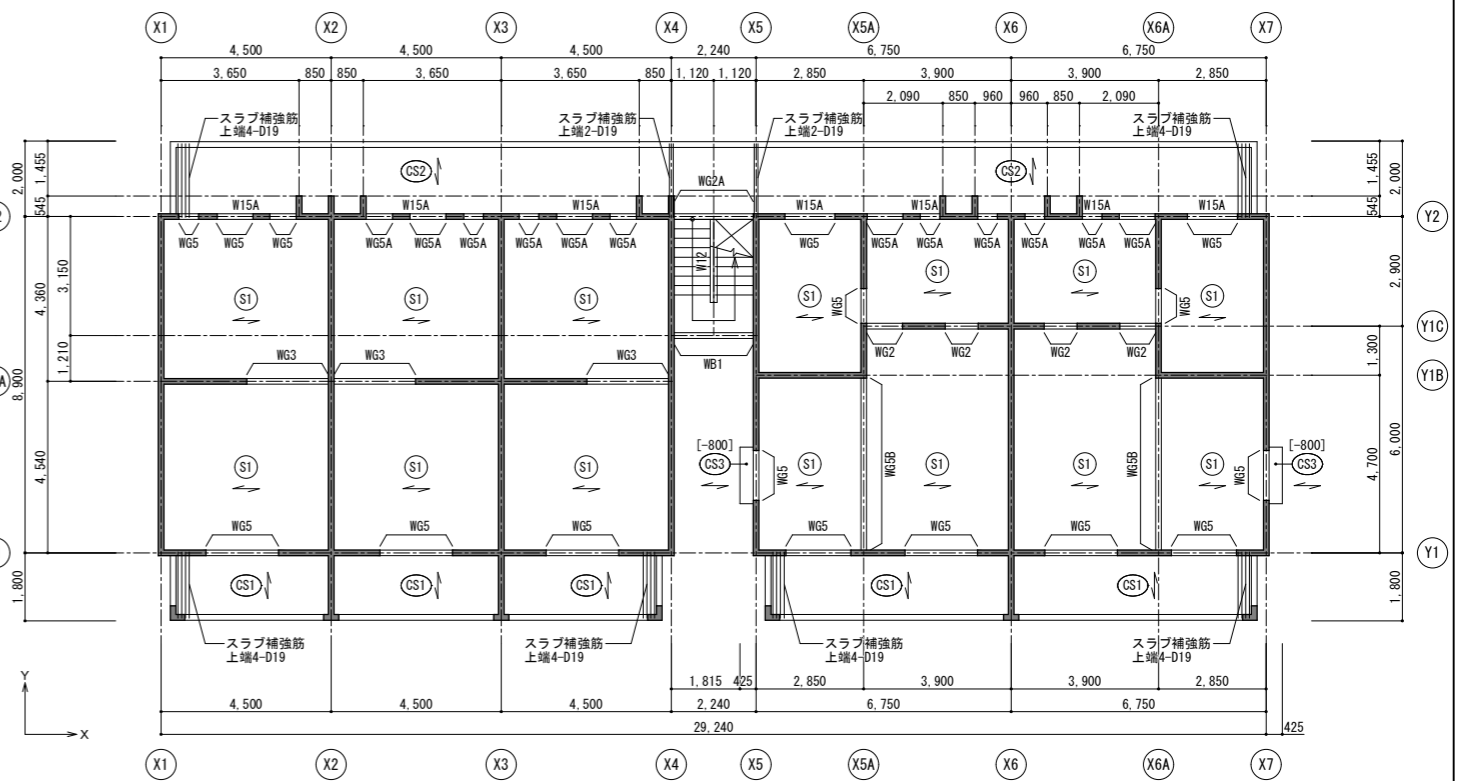 X1 X2 X3 X4 X5 X5A X6 X6A X7
4,500 4,500 4,500 2,240 6,750 6,750
3,650 850 850 3,650 3,650 850 1,120 1,120 2,850 3,900 3,900 2,850
2,090 850 960 960 850 2,090
スラブ補強筋
上端4-D19
スラブ補強筋
上端2-D19
スラブ補強筋
上端2-D19
スラブ補強筋
上端4-D19
2,000 1,455 545
CS2 CS2
1,455 545 2,000
WG2A
W15A W15A W15A W15A W15A W15A W15A
Y2
WG5 WG5 WG5 WG5A WG5A WG5A WG5A WG5A WG5A WG5 WG5A WG5A WG5A WG5A WG5A WG5A WG5
W12
3,150 4,360
S1 S1 S1 S1 S1 S1 S1
WG5 WG5
2,900
Y1C
1,210
WG3 WG3 WG3
WB1
WG2 WG2 WG2 WG2
1,300
Y1B
A
8,900
4,540
[-800] [-800]
CS3 CS3
WG5 WG5
S1 S1 S1 S1 S1 S1 S1
WG5B WG5B
4,700 6,000
WG5 WG5 WG5 WG5 WG5 WG5 WG5
Y1
1,800
CS1 CS1 CS1 CS1 CS1
1,800
スラブ補強筋
上端4-D19
スラブ補強筋
上端4-D19
スラブ補強筋
上端4-D19
スラブ補強筋
上端4-D19
Y
X
1,815 425 2,850 3,900 3,900 2,850
4,500 4,500 4,500 2,240 6,750 6,750
29,240 425
X1 X2 X3 X4 X5 X5A X6 X6A X7